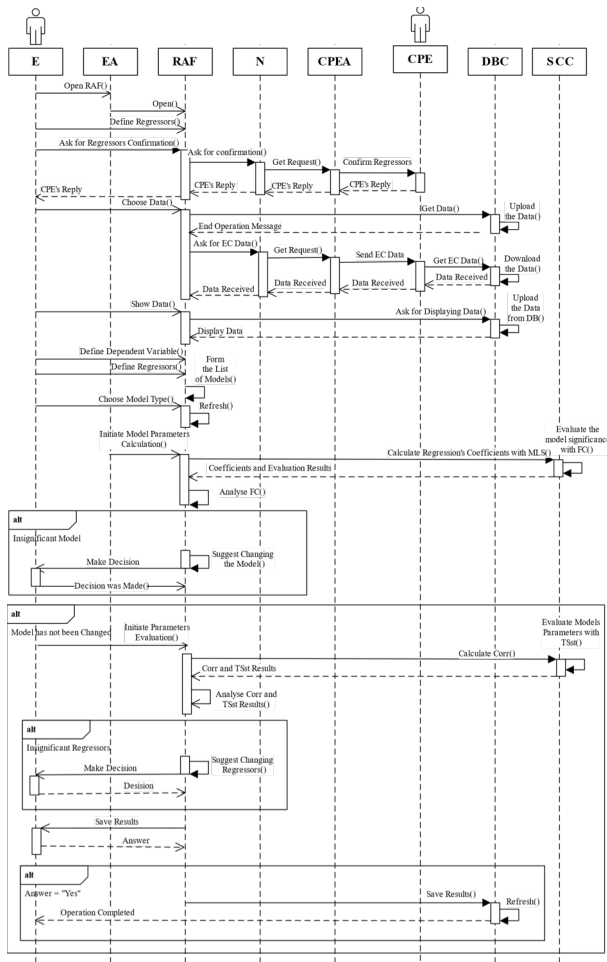 E
EA
RAF
N
CPEA
CPE
DBC
SCC
Open RAF()
Open()
Define Regressors()
Ask for Regressors Confirmation()
Ask for confirmation()
Get Request()
Confirm Regressors
CPE's Reply
CPE's Reply
CPE's Reply
CPE's Reply
Choose Data()
Get Data()
Upload
the Data()
End Operation Message
Ask for EC Data()
Get Request()
Send EC Data
Get EC Data()
Download
the Data()
Data Received
Data Received
Data Received
Data Received
Show Data()
Ask for Displaying Data()
Upload
the Data
from DB()
Display Data
Define Dependent Variable()
Define Regressors()
Form
the List
of Models()
Choose Model Type()
Refresh()
Initiate Model Parameters
Calculation()
Calculate Regression's Coefficients with MLS()
Evaluate the
model significance
with FC()
Coefficients and Evaluation Results
Analyse FC()
alt
Insignificant Model
Suggest Changing
the Model()
Make Decision
Decision was Made()
alt
Model has not been Changed
Initiate Parameters
Evaluation()
Evaluate Models
Parameters with
TSst()
Calculate Corr()
Corr and TSst Results
Analyse Corr and
TSst Results()
alt
Insignificant Regressors
Suggest Changing
Regressors()
Make Decision
Desision
Save Results
Answer
alt
Answer = "Yes"
Save Results()
Refresh()
Operation Completed